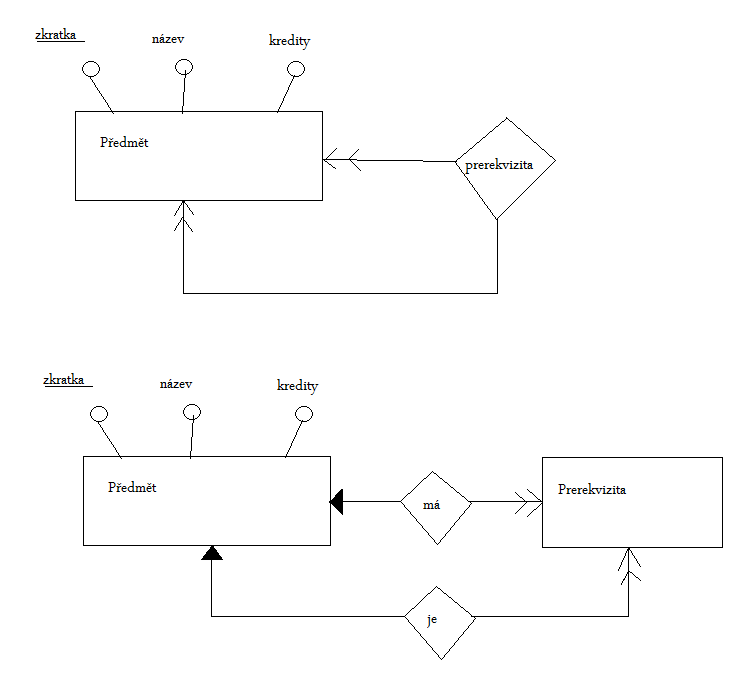 zkratka
název
kredity
Předmět
prerekvizita
zkratka
název
kredity
Předmět
má
Prerekvizita
je